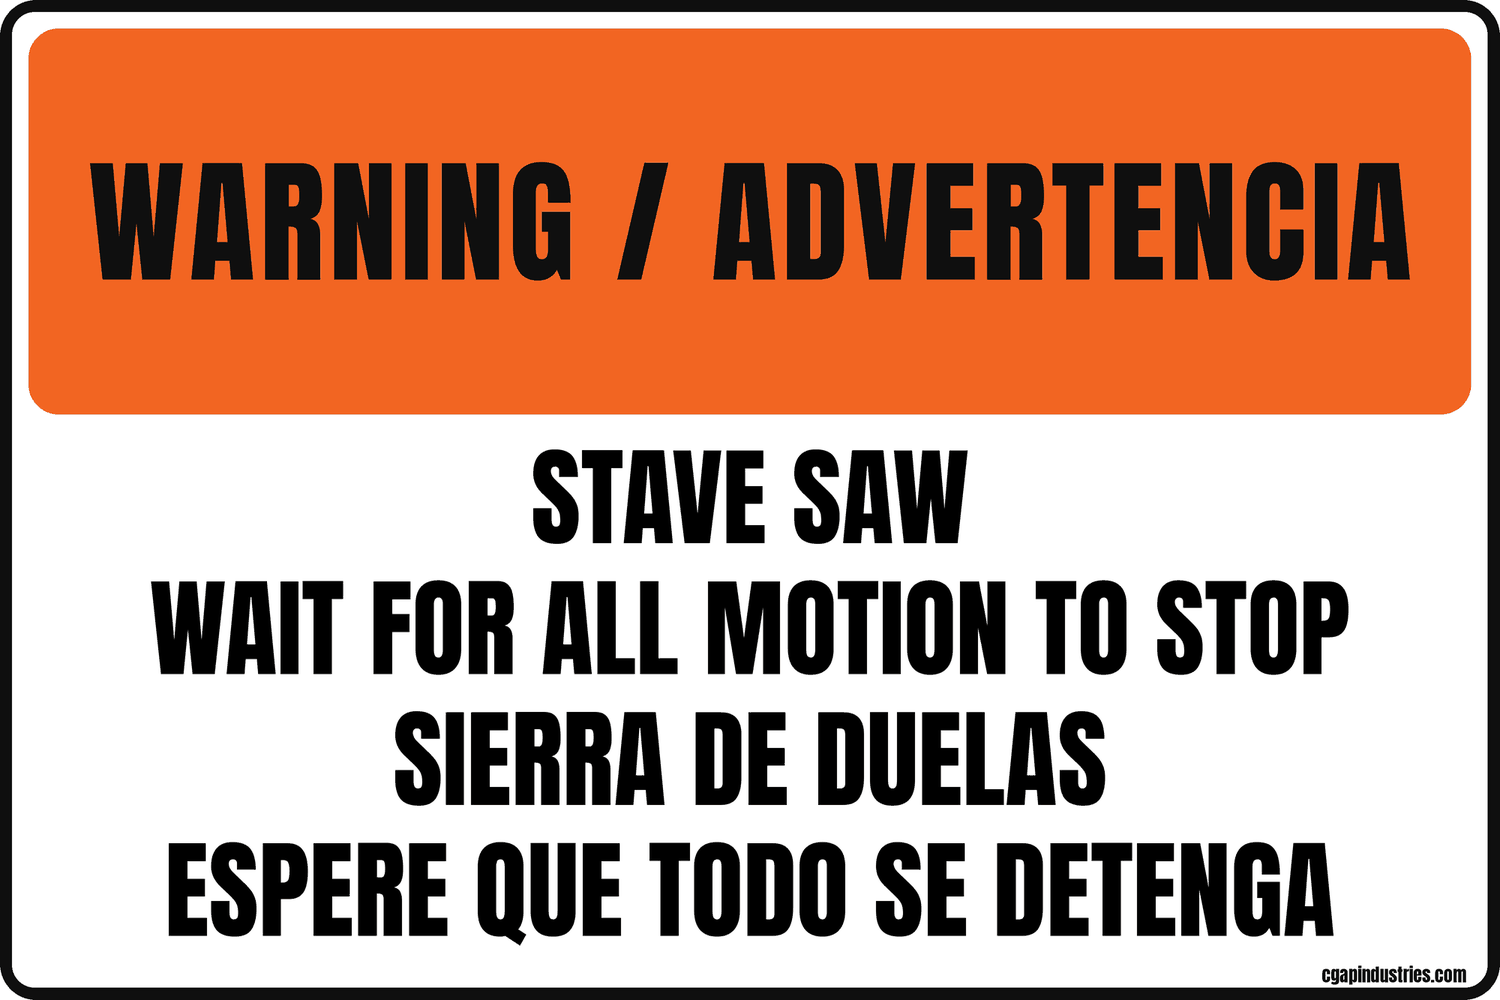 WARNING / ADVERTENCIA
STAVE SAW
WAIT FOR ALL MOTION TO STOP
SIERRA DE DUELAS
ESPERE QUE TODO SE DETENGA
cgapindustries.com